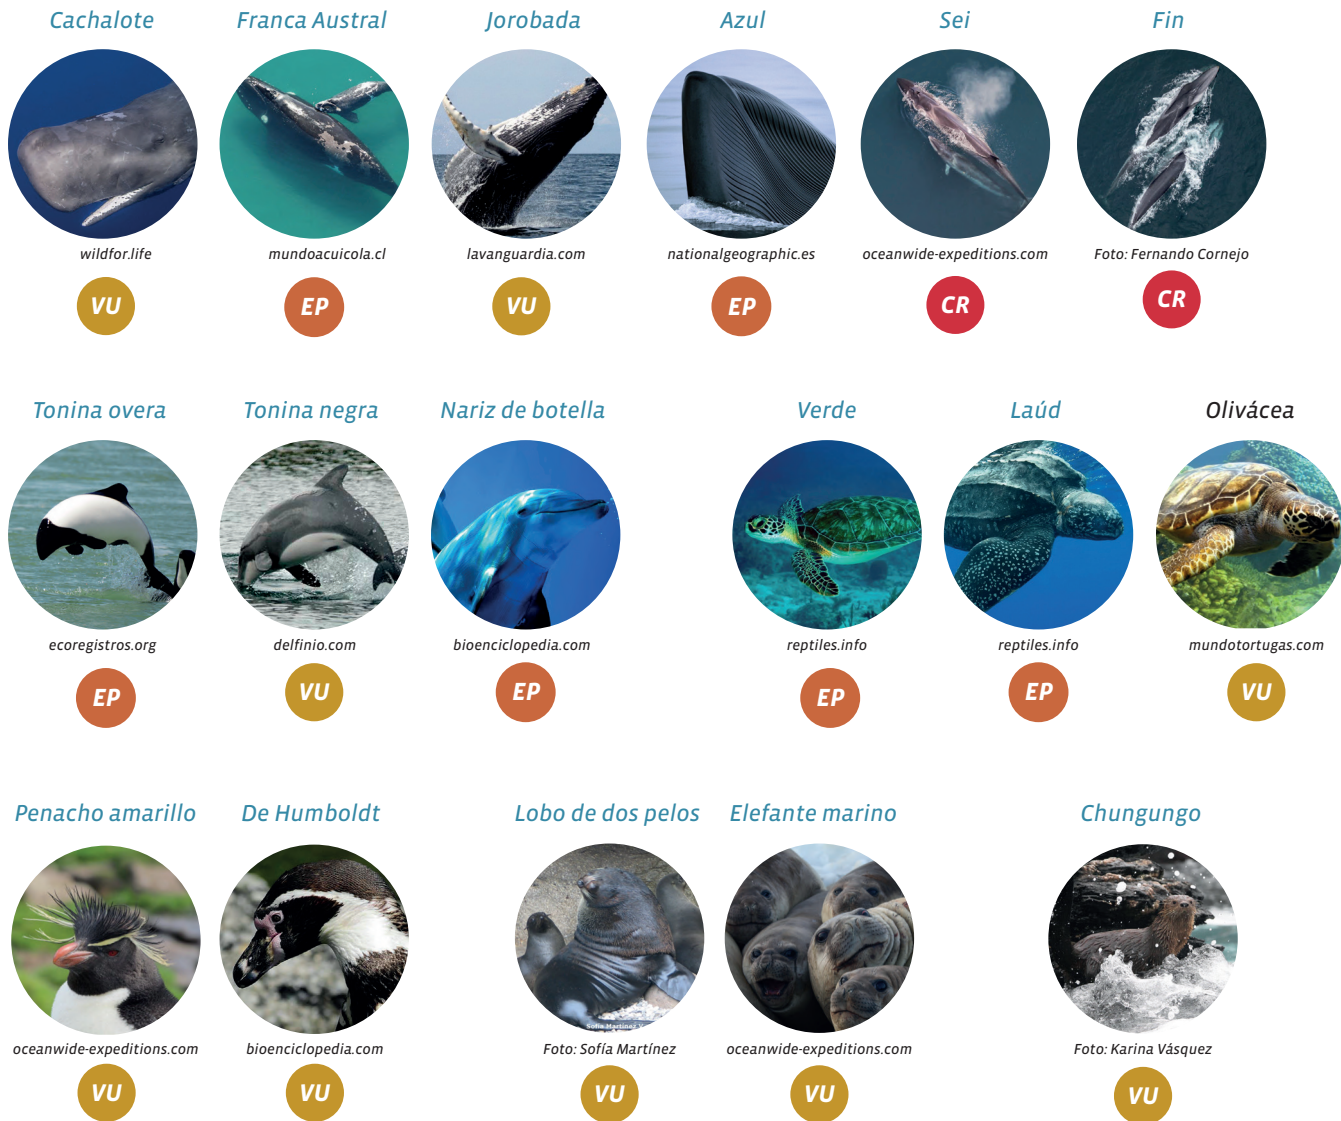 Cachalote
Franca Austral
Jorobada
Azul
Sei
Fin
wildfor.life
mundoacuicola.cl
lavanguardia.com
nationalgeographic.es
oceanwide-expeditions.com
Foto: Fernando Cornejo
VU
EP
VU
EP
CR
CR
Tonina overa
Tonina negra
Nariz de botella
Verde
Laúd
Olivácea
ecoregistros.org
delfinio.com
bioenciclopedia.com
reptiles.info
reptiles.info
mundotortugas.com
EP
VU
EP
EP
EP
VU
Penacho amarillo
De Humboldt
Lobo de dos pelos
Elefante marino
Chungungo
Sofía Martínez V
oceanwide-expeditions.com
bioenciclopedia.com
Foto: Sofía Martínez
oceanwide-expeditions.com
Foto: Karina Vásquez
VU
VU
VU
VU
VU